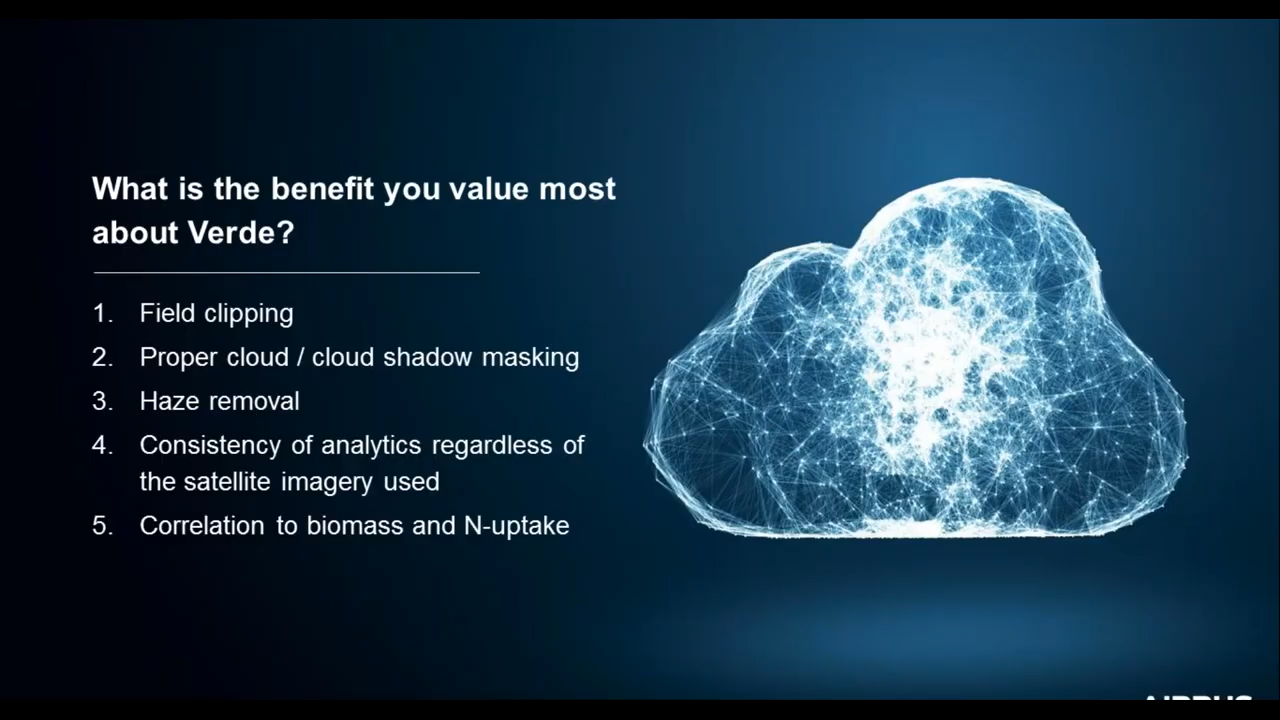 What is the benefit you value most
about Verde?
1. Field clipping
2. Proper cloud / cloud shadow masking
3. Haze removal
4. Consistency of analytics regardless of
the satellite imagery used
5. Correlation to biomass and N-uptake
AIRBUS